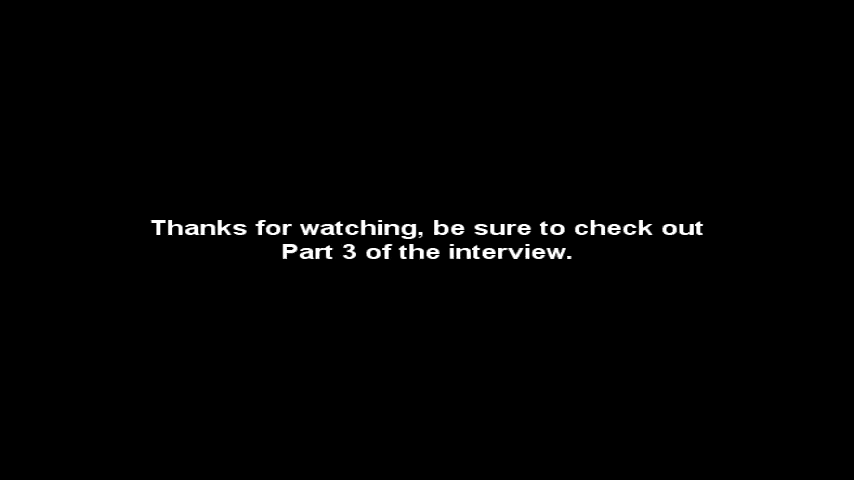 Thanks for watching, be sure to check out
Part 3 of the interview.